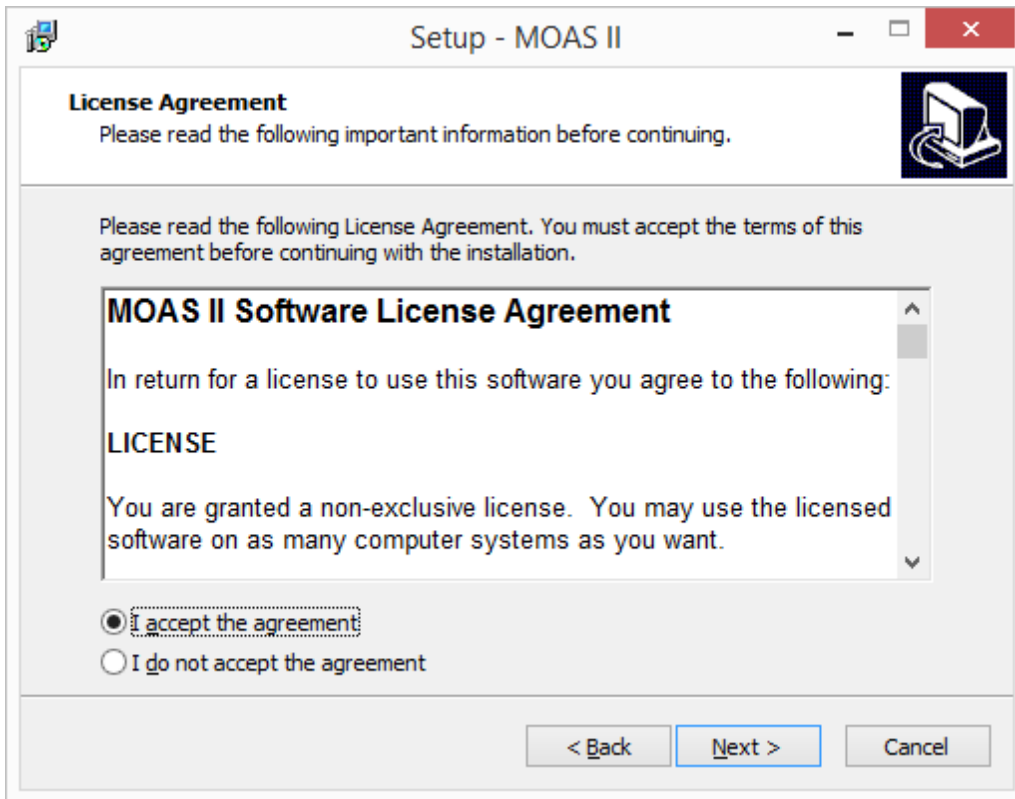 Setup - MOAS II
License Agreement
Please read the following important information before continuing.
Please read the following License Agreement. You must accept the terms of this
agreement before continuing with the installation.
MOAS II Software License Agreement
In return for a license to use this software you agree to the following:
LICENSE
You are granted a non-exclusive license.  You may use the licensed
software on as many computer systems as you want.
I accept the agreement
I do not accept the agreement
< Back
Next >
Cancel